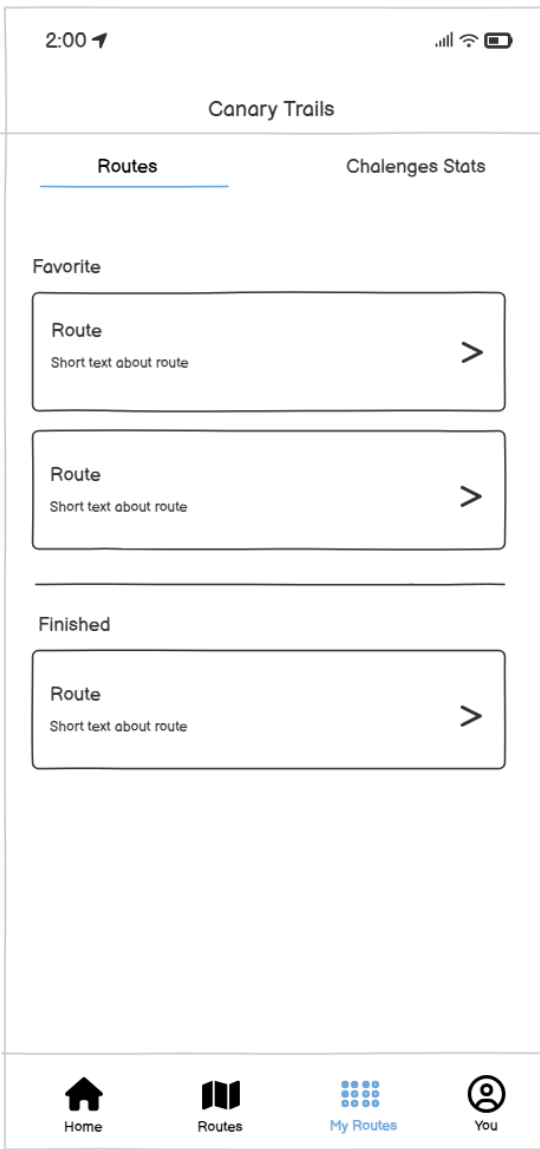 2:00
Canary Trails
Routes
Chalenges Stats
Favorite
Route
Short text about route
>
Route
Short text about route
>
Finished
Route
Short text about route
>
Home
Routes
My Routes
You